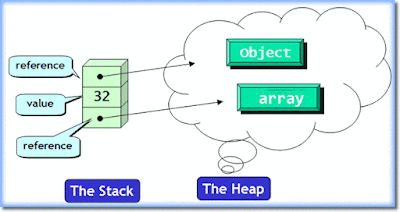 reference
value
reference
32
Object
array
The Stack
The Heap